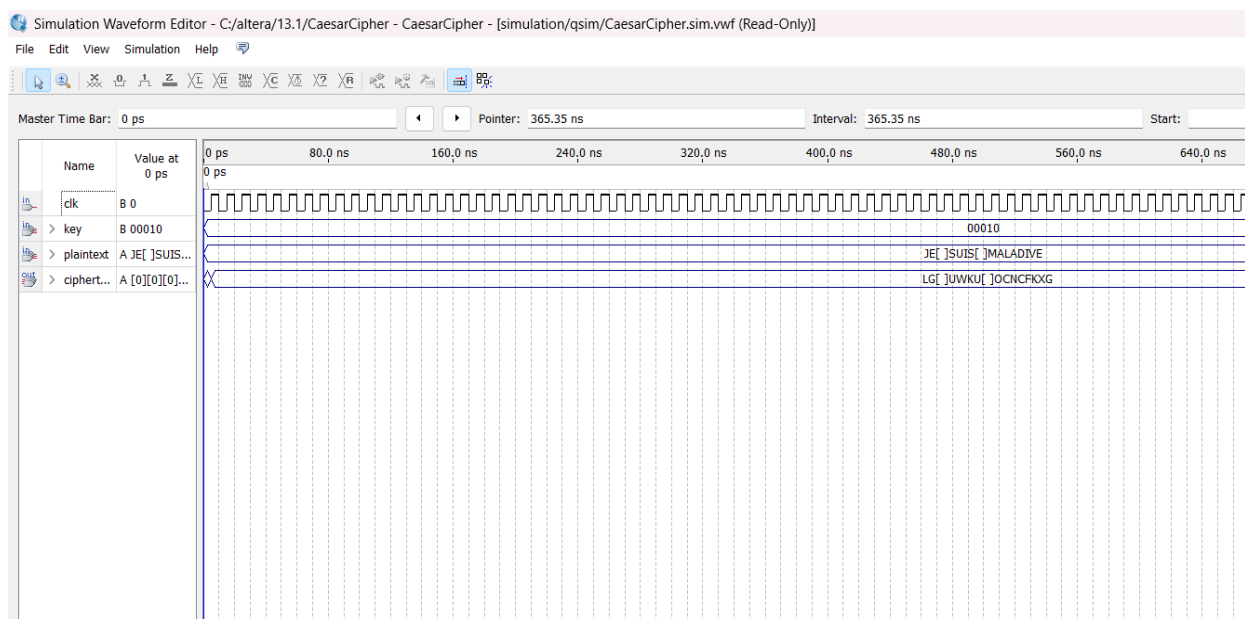 Simulation Waveform Editor - C:/altera/13.1/CaesarCipher - CaesarCipher - [simulation/qsim/CaesarCipher.sim.vwf (Read-Only)]
File Edit View Simulation Help
Master Time Bar: 0 ps Pointer: 365.35 ns Interval: 365.35 ns Start:
Name Value at 0 ps 0 ps 80.0 ns 160.0 ns 240.0 ns 320.0 ns 400.0 ns 480.0 ns 560.0 ns 640.0 ns
0 ps
clk B 0
key B 00010 00010
plaintext A JE[ ]SUIS... JE[ ]SUIS[ ]MALADIVE
ciphert... A [0][0][0]... LG[ ]UWKU[ ]OCNCFKXG